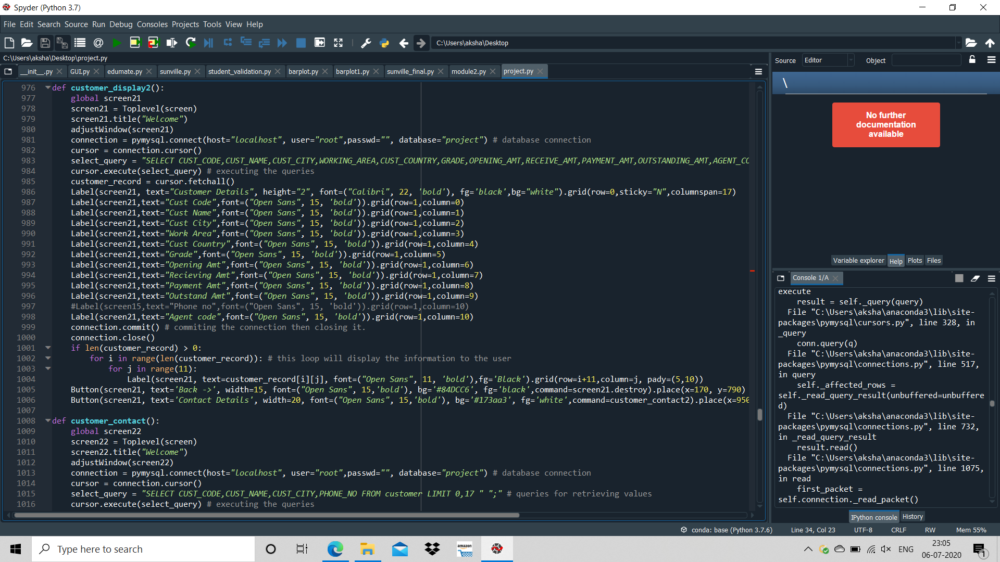 Spyder (Python 3.7)
File Edit Search Source Run Debug Consoles Projects Tools View Help
C:\Users\aksha\Desktop
C:\Users\aksha\Desktop\project.py
__init__.py GUI.py edumate.py sunville.py student_validation.py barplot.py barplot1.py sunville_final.py module2.py project.py
976 def customer_display2():
977 global screen21
978 screen21 = Toplevel(screen)
979 screen21.title("Welcome")
980 adjustWindow(screen21)
981 connection = pymysql.connect(host="localhost", user="root",passwd="", database="project") # database connection
982 cursor = connection.cursor()
983 select_query = "SELECT CUST_CODE,CUST_NAME,CUST_CITY,WORKING_AREA,CUST_COUNTRY,GRADE,OPENING_AMT,RECEIVE_AMT,PAYMENT_AMT,OUTSTANDING_AMT,AGENT_CO
984 cursor.execute(select_query) # executing the queries
985 customer_record = cursor.fetchall()
986 Label(screen21, text="Customer Details", height="2", font=("Calibri", 22, 'bold'), fg='black',bg="white").grid(row=0,sticky="N",columnspan=17)
987 Label(screen21,text="Cust Code",font=("Open Sans", 15, 'bold')).grid(row=1,column=0)
988 Label(screen21,text="Cust Name",font=("Open Sans", 15, 'bold')).grid(row=1,column=1)
989 Label(screen21,text="Cust City",font=("Open Sans", 15, 'bold')).grid(row=1,column=2)
990 Label(screen21,text="Work Area",font=("Open Sans", 15, 'bold')).grid(row=1,column=3)
991 Label(screen21,text="Cust Country",font=("Open Sans", 15, 'bold')).grid(row=1,column=4)
992 Label(screen21,text="Grade",font=("Open Sans", 15, 'bold')).grid(row=1,column=5)
993 Label(screen21,text="Opening Amt",font=("Open Sans", 15, 'bold')).grid(row=1,column=6)
994 Label(screen21,text="Recieving Amt",font=("Open Sans", 15, 'bold')).grid(row=1,column=7)
995 Label(screen21,text="Payment Amt",font=("Open Sans", 15, 'bold')).grid(row=1,column=8)
996 Label(screen21,text="Outstand Amt",font=("Open Sans", 15, 'bold')).grid(row=1,column=9)
997 #Label(screen15,text="Phone no",font=("Open Sans", 15, 'bold')).grid(row=1,column=10)
998 Label(screen21,text="Agent code",font=("Open Sans", 15, 'bold')).grid(row=1,column=10)
999 connection.commit() # commiting the connection then closing it.
1000 connection.close()
1001 if len(customer_record) > 0:
1002 for i in range(len(customer_record)): # this loop will display the information to the user
1003 for j in range(11):
1004 Label(screen21, text=customer_record[i][j], font=("Open Sans", 11, 'bold'),fg='Black').grid(row=i+11,column=j, pady=(5,10))
1005 Button(screen21, text='Back ->', width=15, font=("Open Sans", 15,'bold'), bg='#84DCC6', fg='black',command=screen21.destroy).place(x=170, y=790)
1006 Button(screen21, text='Contact Details', width=20, font=("Open Sans", 15,'bold'), bg='#173aa3', fg='white',command=customer_contact2).place(x=950
1007
1008 def customer_contact():
1009 global screen22
1010 screen22 = Toplevel(screen)
1011 screen22.title("Welcome")
1012 adjustWindow(screen22)
1013 connection = pymysql.connect(host="localhost", user="root",passwd="", database="project") # database connection
1014 cursor = connection.cursor()
1015 select_query = "SELECT CUST_CODE,CUST_NAME,CUST_CITY,PHONE_NO FROM customer LIMIT 0,17 " ";" # queries for retrieving values
1016 cursor.execute(select_query) # executing the queries
Source Editor Object
\
No further
documentation
available
Variable explorer Help Plots Files
Console 1/A
execute
result = self._query(query)
File "C:\Users\aksha\anaconda3\lib\site-
packages\pymysql\cursors.py", line 328, in
_query
conn.query(q)
File "C:\Users\aksha\anaconda3\lib\site-
packages\pymysql\connections.py", line 517,
in query
self._affected_rows =
self._read_query_result(unbuffered=unbuffere
d)
File "C:\Users\aksha\anaconda3\lib\site-
packages\pymysql\connections.py", line 732,
in _read_query_result
result.read()
File "C:\Users\aksha\anaconda3\lib\site-
packages\pymysql\connections.py", line 1075,
in read
first_packet =
self.connection._read_packet()
IPython console History
conda: base (Python 3.7.6) Line 34, Col 23 UTF-8 CRLF RW Mem 55%
Type here to search
amazon
ENG
23:05
06-07-2020
1